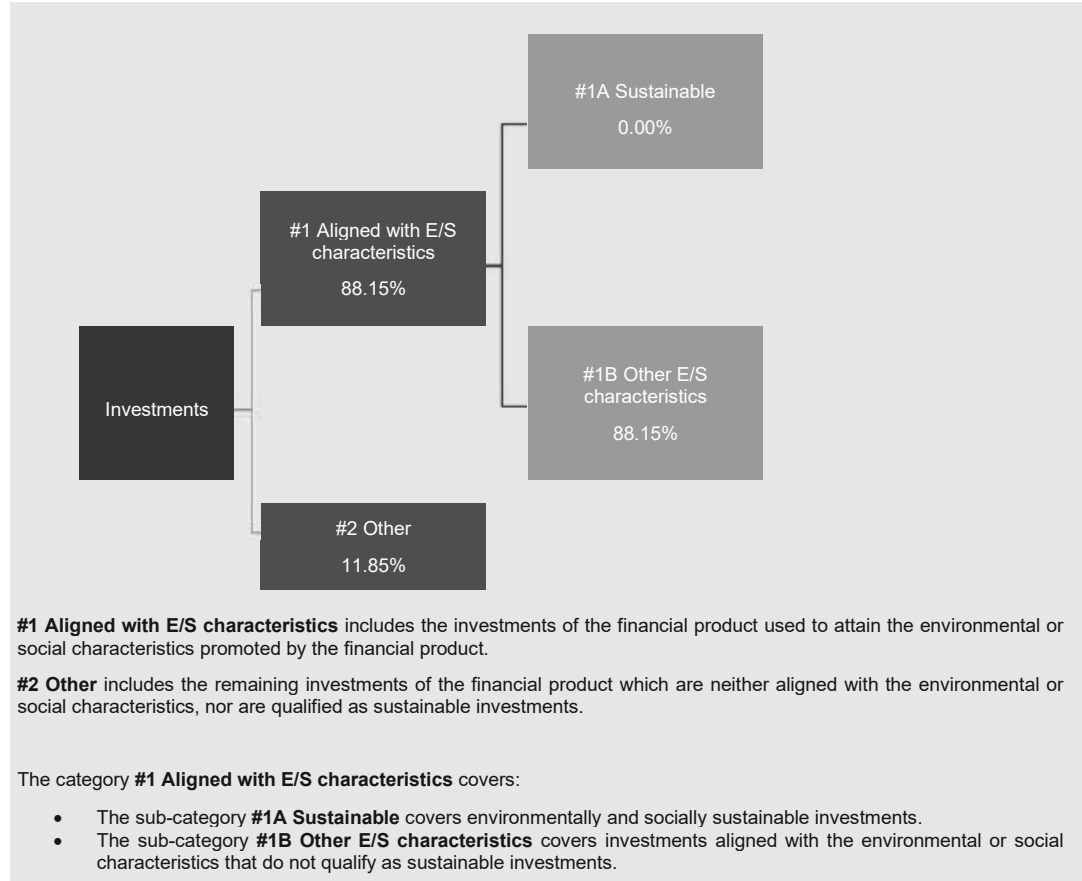 #1A Sustainable
0.00%
#1 Aligned with E/S
characteristics
88.15%
#1B Other E/S
characteristics
88.15%
Investments
#2 Other
11.85%
#1 Aligned with E/S characteristics includes the investments of the financial product used to attain the environmental or
social characteristics promoted by the financial product.
#2 Other includes the remaining investments of the financial product which are neither aligned with the environmental or
social characteristics, nor are qualified as sustainable investments.
The category #1 Aligned with E/S characteristics covers:
• The sub-category #1A Sustainable covers environmentally and socially sustainable investments.
• The sub-category #1B Other E/S characteristics covers investments aligned with the environmental or social
characteristics that do not qualify as sustainable investments.